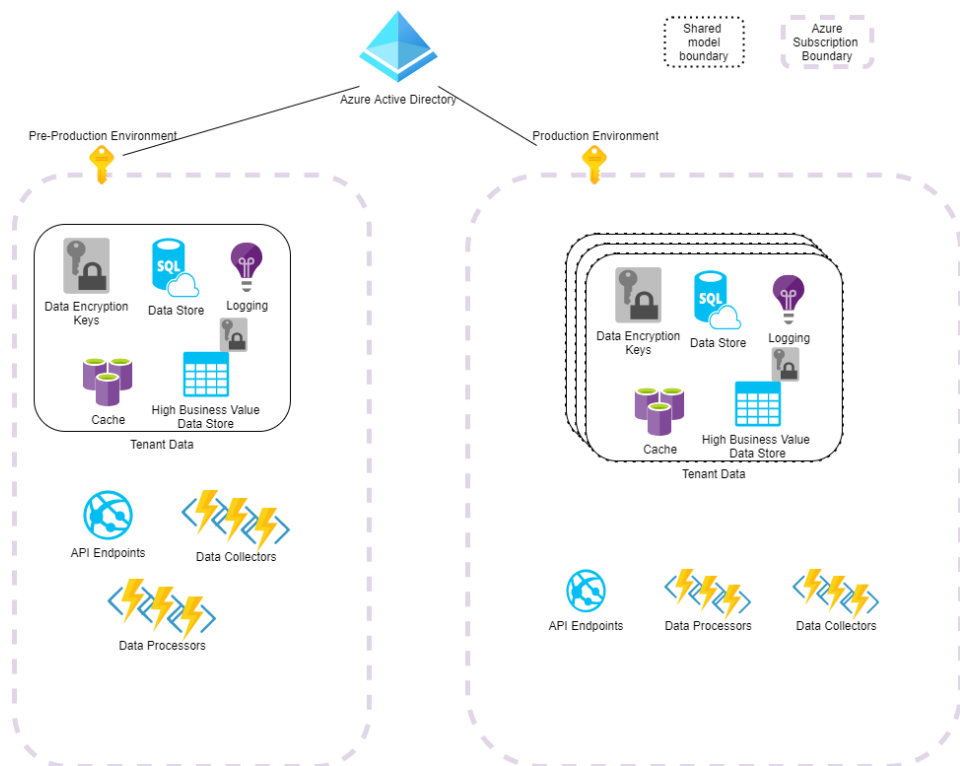 Shared
model
boundary
Azure
Subscription
Boundary
Azure Active Directory
Pre-Production Environment
Production Environment
Data Encryption
Keys
SQL
Data Store
Logging
Cache
High Business Value
Data Store
Tenant Data
API Endpoints
Data Collectors
Data Processors
Data Encryption
Keys
SQL
Data Store
Logging
Cache
High Business Value
Data Store
Tenant Data
API Endpoints
Data Processors
Data Collectors